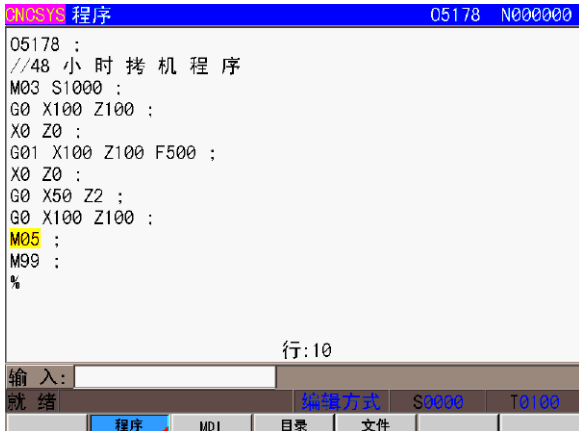 CNCSYS 程序 O5178 N000000
O5178 ;
//48 小 时 拷 机 程 序
M03 S1000 ;
G0 X100 Z100 ;
X0 Z0 ;
G01 X100 Z100 F500 ;
X0 Z0 ;
G0 X50 Z2 ;
G0 X100 Z100 ;
M05 ;
M99 ;
%
行:10
输 入:
就 绪 编辑方式 S0000 T0100
程序 MDI 目录 文件